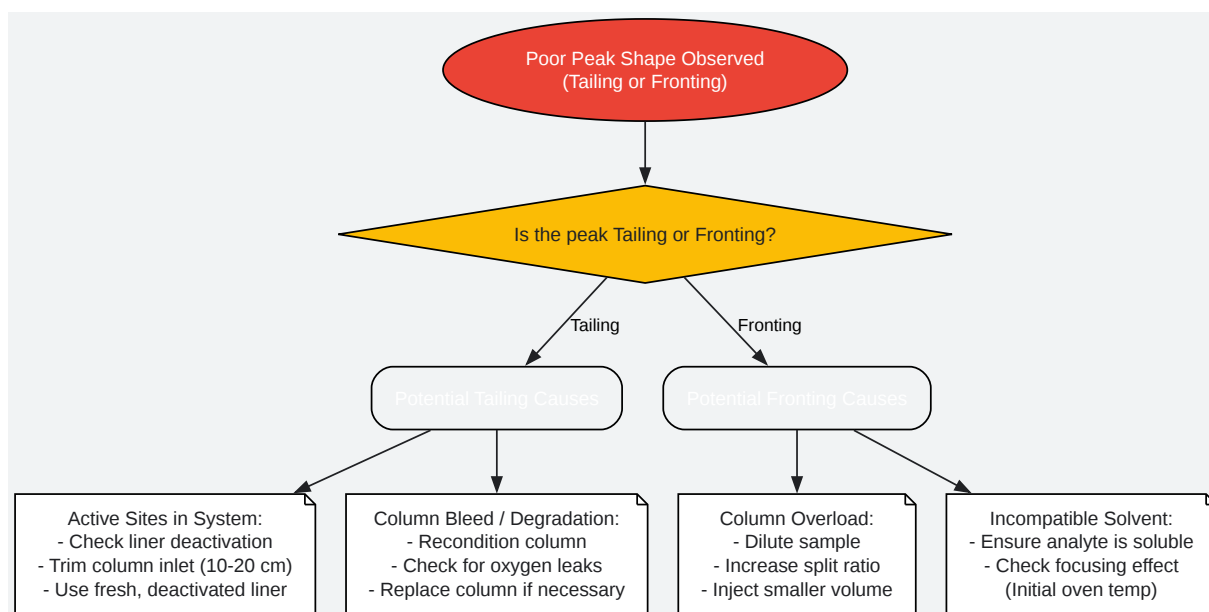 Poor Peak Shape Observed
(Tailing or Fronting)
Is the peak Tailing or Fronting?
Tailing
Fronting
Potential Tailing Causes
Potential Fronting Causes
Active Sites in System:
- Check liner deactivation
- Trim column inlet (10-20 cm)
- Use fresh, deactivated liner
Column Bleed / Degradation:
- Recondition column
- Check for oxygen leaks
- Replace column if necessary
Column Overload:
- Dilute sample
- Increase split ratio
- Inject smaller volume
Incompatible Solvent:
- Ensure analyte is soluble
- Check focusing effect
(Initial oven temp)